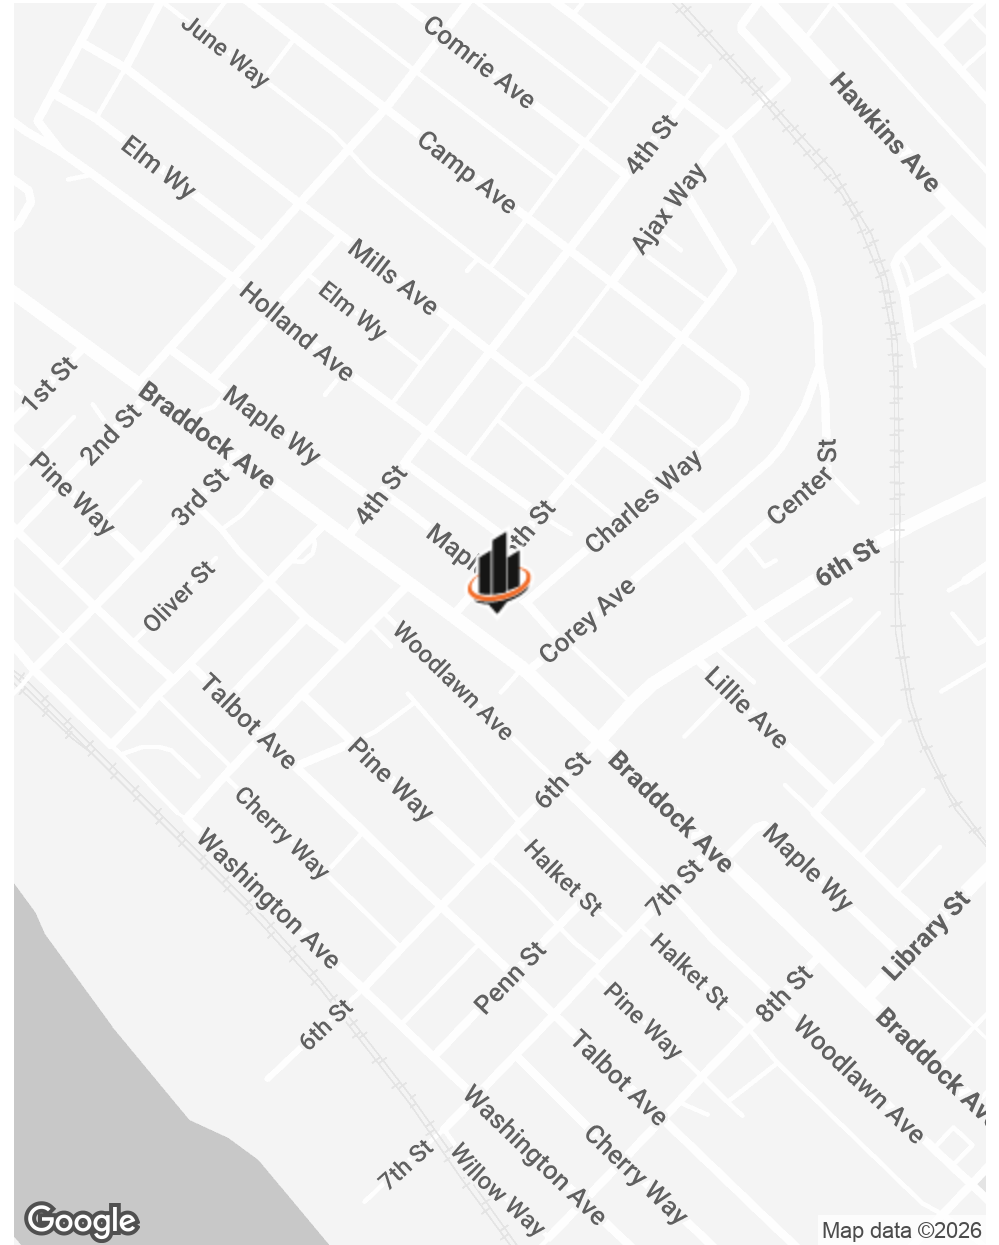 June Way
Comrie Ave
Hawkins Ave
4th St
Elm Wy
Camp Ave
Ajax Way
Mills Ave
Elm Wy
Holland Ave
1st St
Braddock Ave
Maple Wy
2nd St
Pine Way
3rd St
4th St
Charles Way
Center St
6th St
Oliver St
Corey Ave
Woodlawn Ave
Lillie Ave
Talbot Ave
Pine Way
6th St
Braddock Ave
Cherry Way
Maple Wy
Washington Ave
Halket St
7th St
Library St
Penn St
Halket St
8th St
6th St
Pine Way
Woodlawn Ave
Braddock Ave
Talbot Ave
Washington Ave
Cherry Way
7th St
Willow Way
Google
Map data ©2026